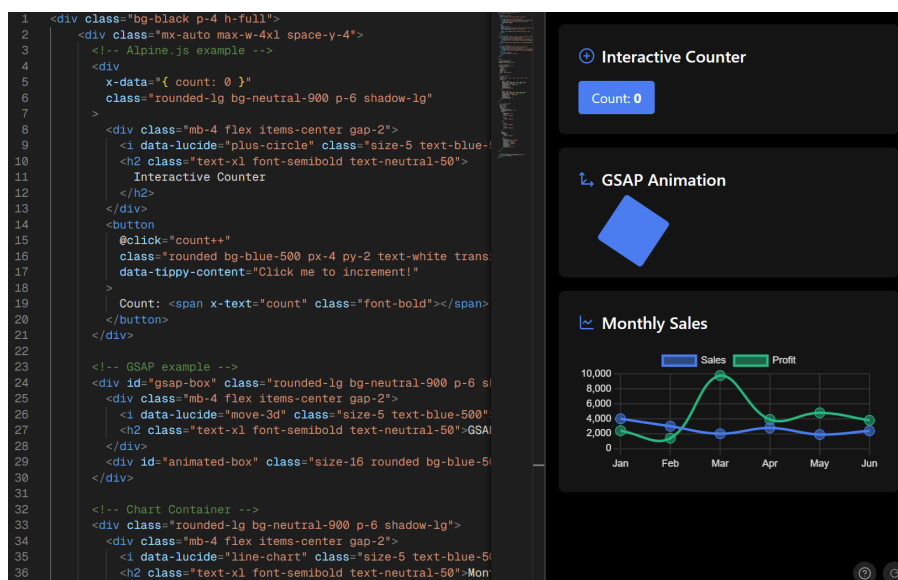 1 <div class="bg-black p-4 h-full">
2 <div class="mx-auto max-w-4xl space-y-4">
3 <!-- Alpine.js example -->
4 <div
5 x-data="{ count: 0 }"
6 class="rounded-lg bg-neutral-900 p-6 shadow-lg"
7 >
8 <div class="mb-4 flex items-center gap-2">
9 <i data-lucide="plus-circle" class="size-5 text-blue-
10 <h2 class="text-xl font-semibold text-neutral-50">
11 Interactive Counter
12 </h2>
13 </div>
14 <button
15 @click="count++"
16 class="rounded bg-blue-500 px-4 py-2 text-white trans
17 data-tippy-content="Click me to increment!"
18 >
19 Count: <span x-text="count" class="font-bold"></span>
20 </button>
21 </div>
22
23 <!-- GSAP example -->
24 <div id="gsap-box" class="rounded-lg bg-neutral-900 p-6 s
25 <div class="mb-4 flex items-center gap-2">
26 <i data-lucide="move-3d" class="size-5 text-blue-500"
27 <h2 class="text-xl font-semibold text-neutral-50">GSA
28 </div>
29 <div id="animated-box" class="size-16 rounded bg-blue-5
30 </div>
31
32 <!-- Chart Container -->
33 <div class="rounded-lg bg-neutral-900 p-6 shadow-lg">
34 <div class="mb-4 flex items-center gap-2">
35 <i data-lucide="line-chart" class="size-5 text-blue-5
36 <h2 class="text-xl font-semibold text-neutral-50">Mon
Interactive Counter
Count: 0
GSAP Animation
Monthly Sales
Sales Profit
10,000
8,000
6,000
4,000
2,000
0
Jan Feb Mar Apr May Jun